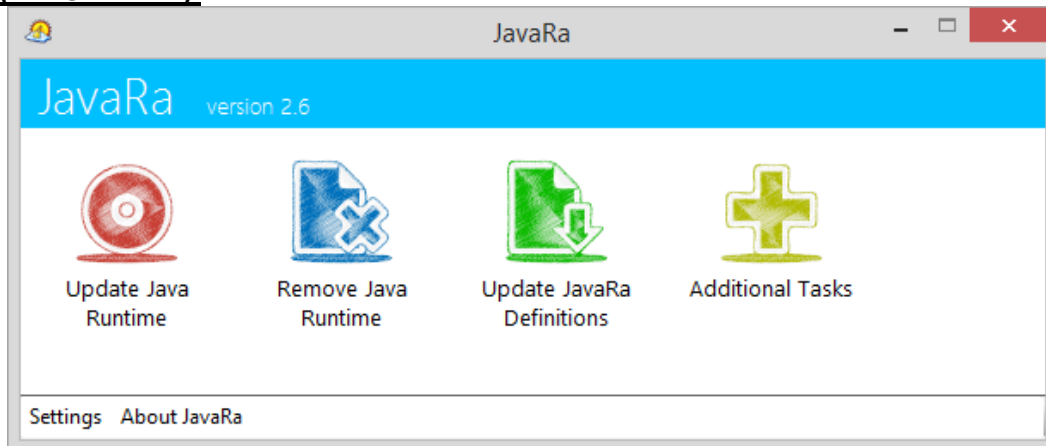 JavaRa
JavaRa version 2.6
Update Java
Runtime
Remove Java
Runtime
Update JavaRa
Definitions
Additional Tasks
Settings About JavaRa